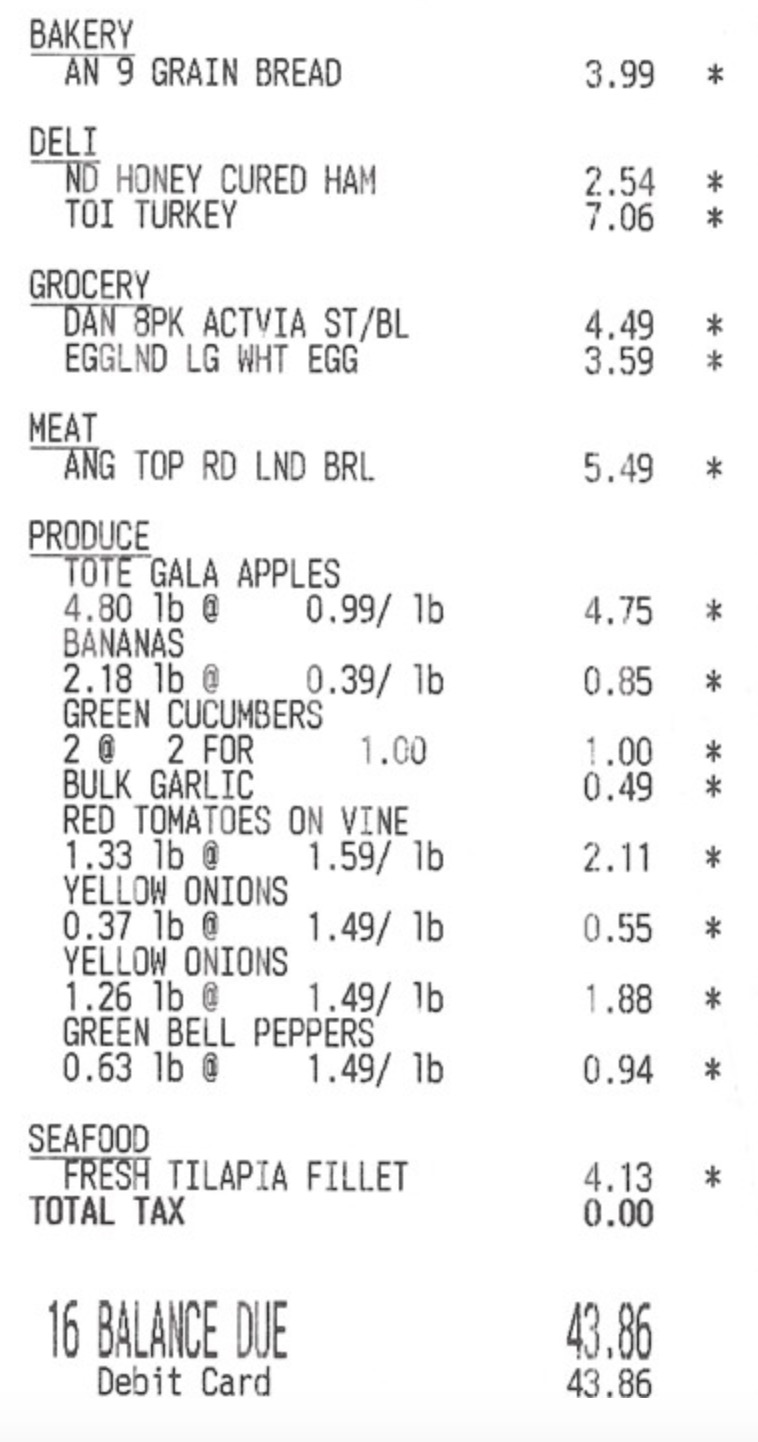 BAKERY
AN 9 GRAIN BREAD 3.99 *
DELI
ND HONEY CURED HAM 2.54 *
TOI TURKEY 7.06 *
GROCERY
DAN 8PK ACTVIA ST/BL 4.49 *
EGGLND LG WHT EGG 3.59 *
MEAT
ANG TOP RD LND BRL 5.49 *
PRODUCE
TOTE GALA APPLES
4.80 lb @ 0.99/ lb 4.75 *
BANANAS
2.18 lb @ 0.39/ lb 0.85 *
GREEN CUCUMBERS
2 @ 2 FOR 1.00 1.00 *
BULK GARLIC 0.49 *
RED TOMATOES ON VINE
1.33 lb @ 1.59/ lb 2.11 *
YELLOW ONIONS
0.37 lb @ 1.49/ lb 0.55 *
YELLOW ONIONS
1.26 lb @ 1.49/ lb 1.88 *
GREEN BELL PEPPERS
0.63 lb @ 1.49/ lb 0.94 *
SEAFOOD
FRESH TILAPIA FILLET 4.13 *
TOTAL TAX 0.00
16 BALANCE DUE 43.86
Debit Card 43.86